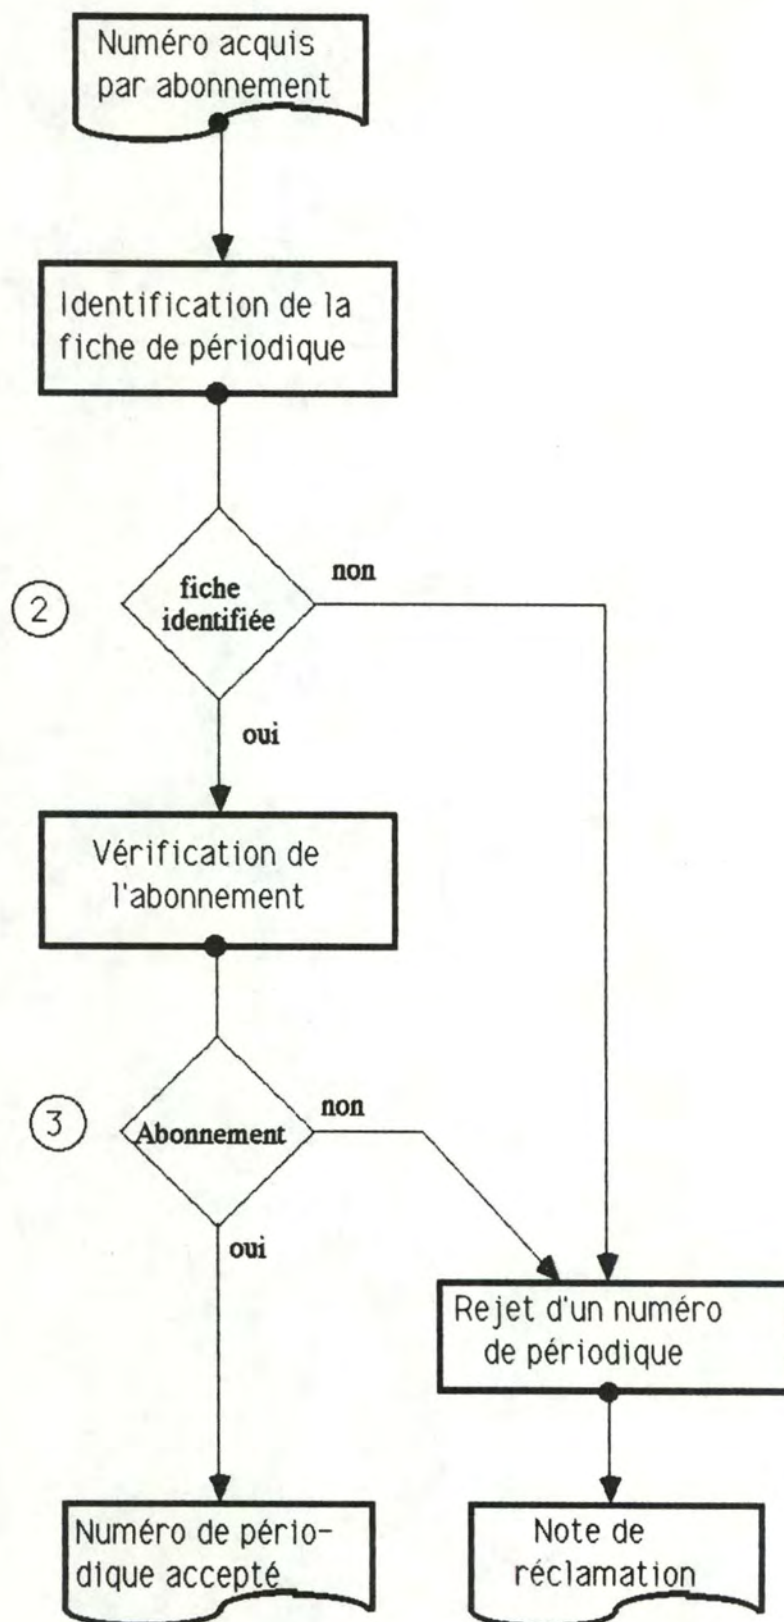 Numéro acquis
par abonnement
Identification de la
fiche de périodique
non
fiche
identifiée
2
oui
Vérification de
l'abonnement
non
3
Abonnement
oui
Rejet d'un numéro
de périodique
Numéro de pério-
dique accepté
Note de
réclamation